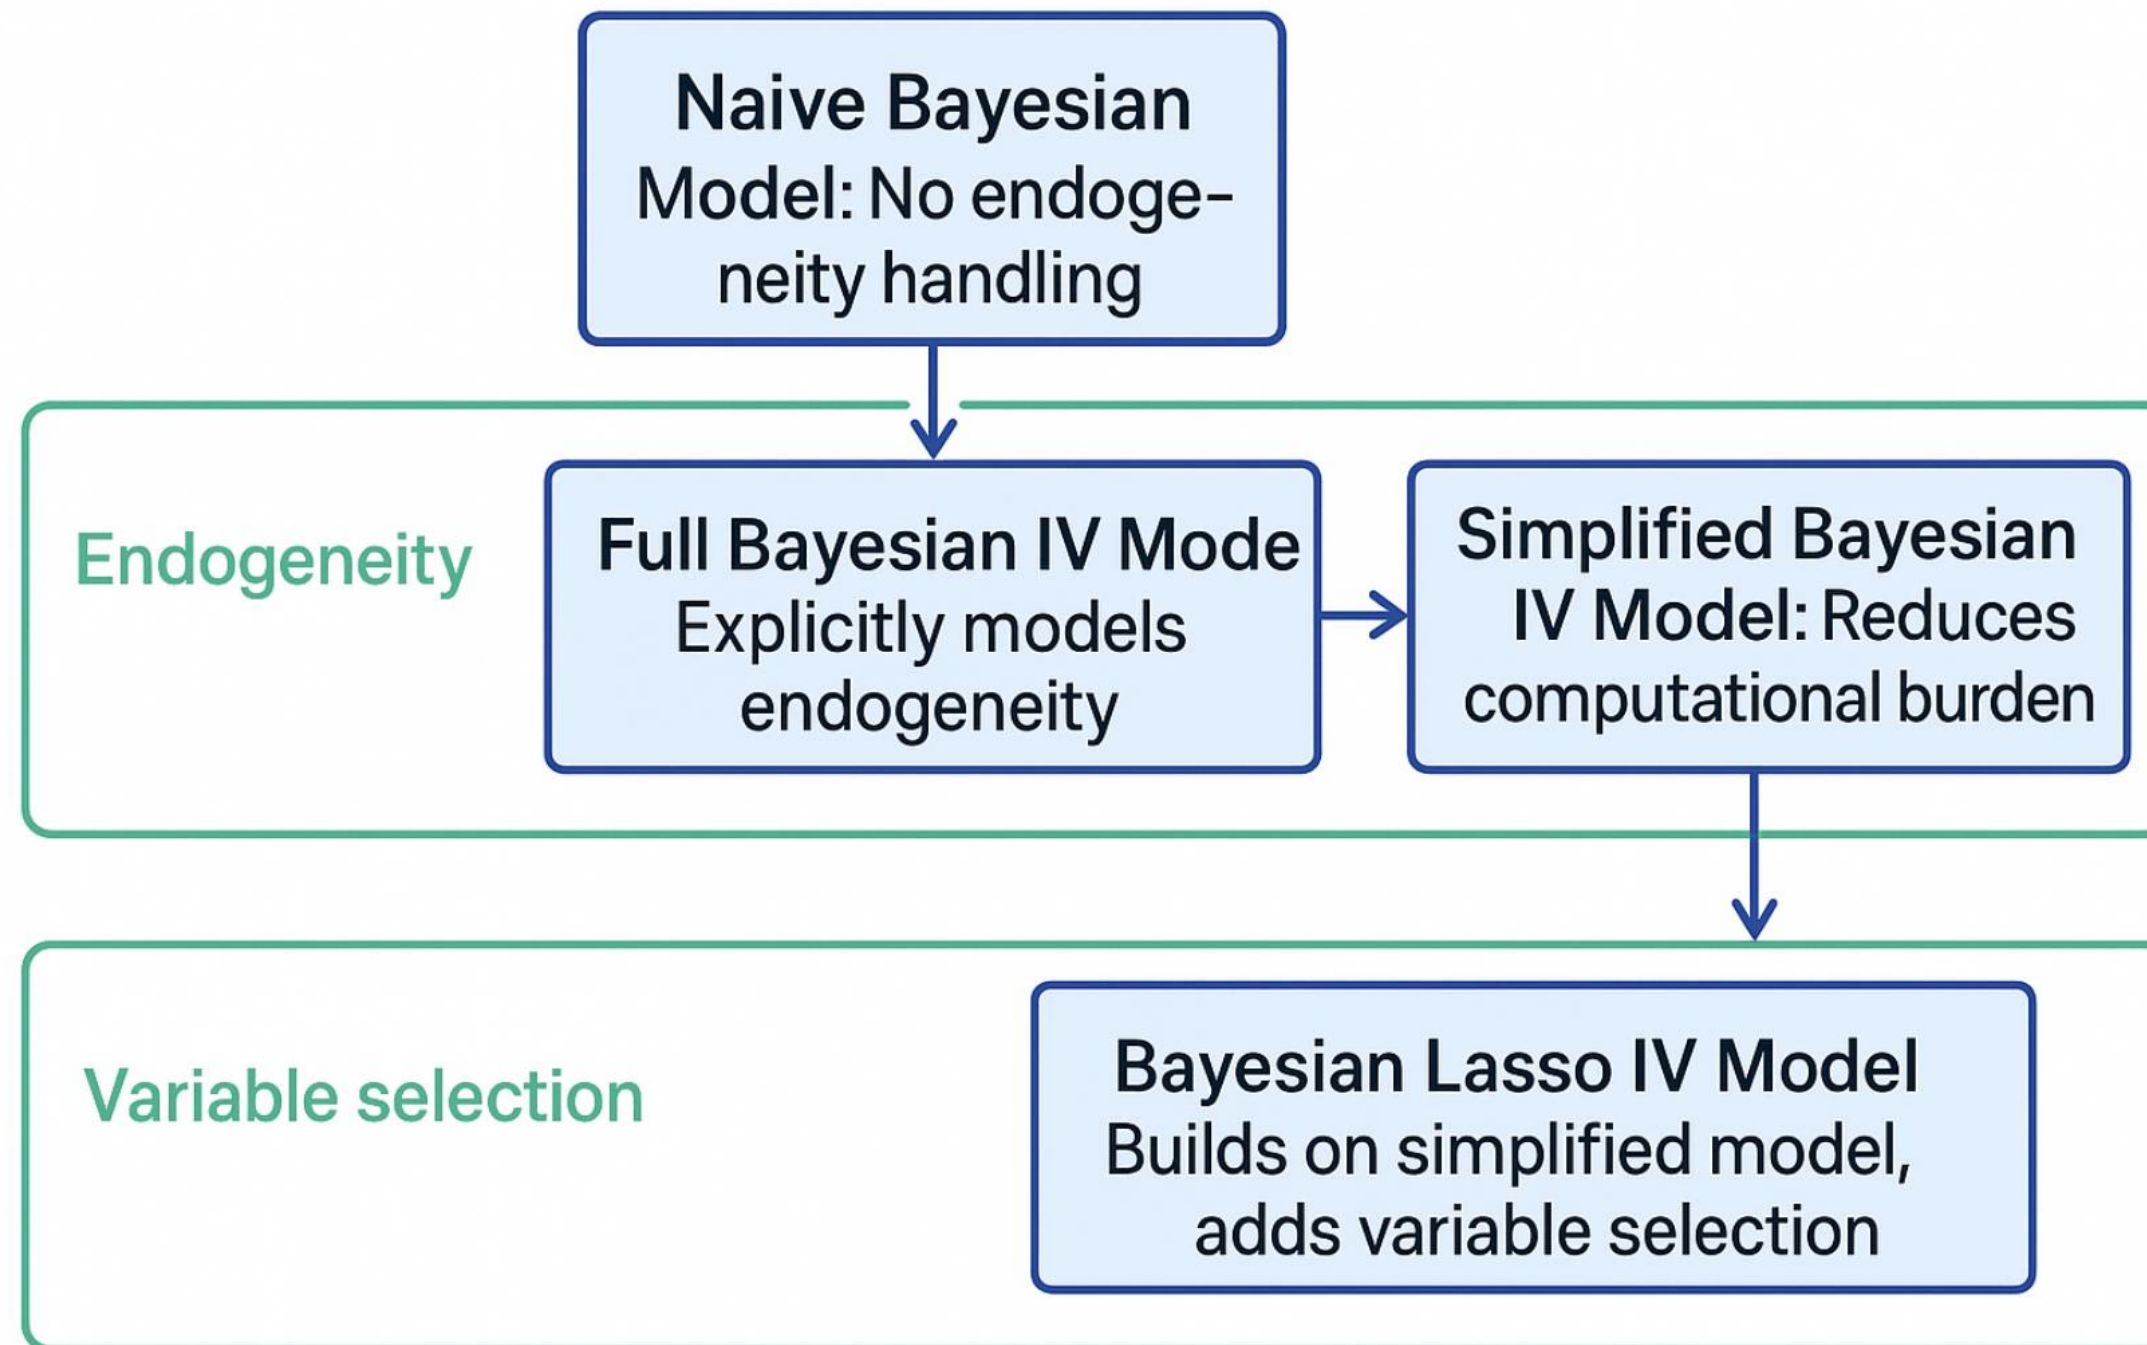 Naive Bayesian
Model: No endoge-
neity handling
Endogeneity
Full Bayesian IV Mode
Explicitly models
endogeneity
Simplified Bayesian
IV Model: Reduces
computational burden
Variable selection
Bayesian Lasso IV Model
Builds on simplified model,
adds variable selection